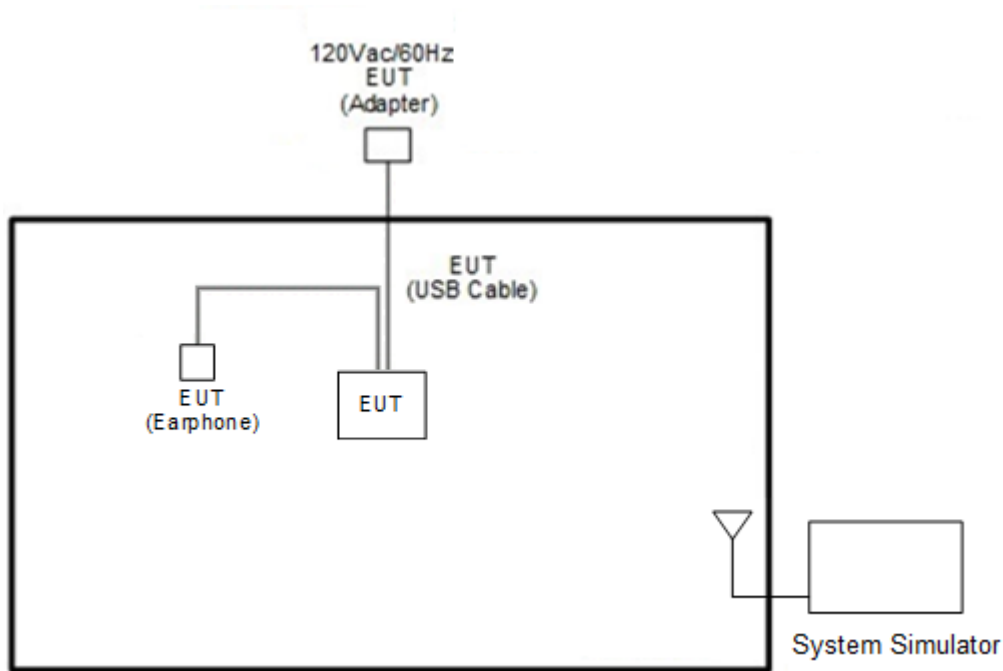 120Vac/60Hz
EUT
(Adapter)
EUT
(USB Cable)
EUT
(Earphone)
EUT
System Simulator